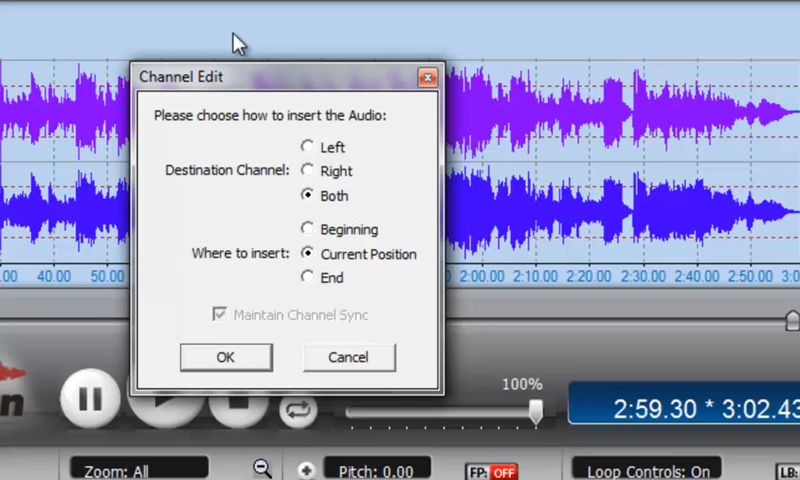 Channel Edit
Please choose how to insert the Audio:
Left
Destination Channel: Right
Both
Beginning
Where to insert: Current Position
End
Maintain Channel Sync
OK Cancel
.00 40.00 50.00 2:00.00 2:10.00 2:20.00 2:30.00 2:40.00 2:50.00 3:0
n
100%
2:59.30 * 3:02.43
Zoom: All Pitch: 0.00 FP: OFF Loop Controls: On LB: